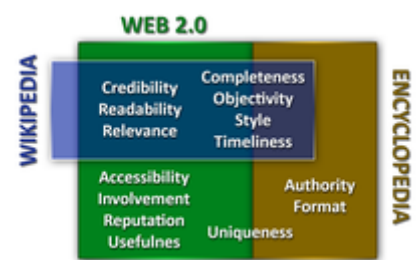 WEB 2.0
WIKIPEDIA
Credibility
Readability
Relevance
Completeness
Objectivity
Style
Timeliness
ENCYCLOPEDIA
Accessibility
Involvement
Reputation
Usefulnes
Uniqueness
Authority
Format